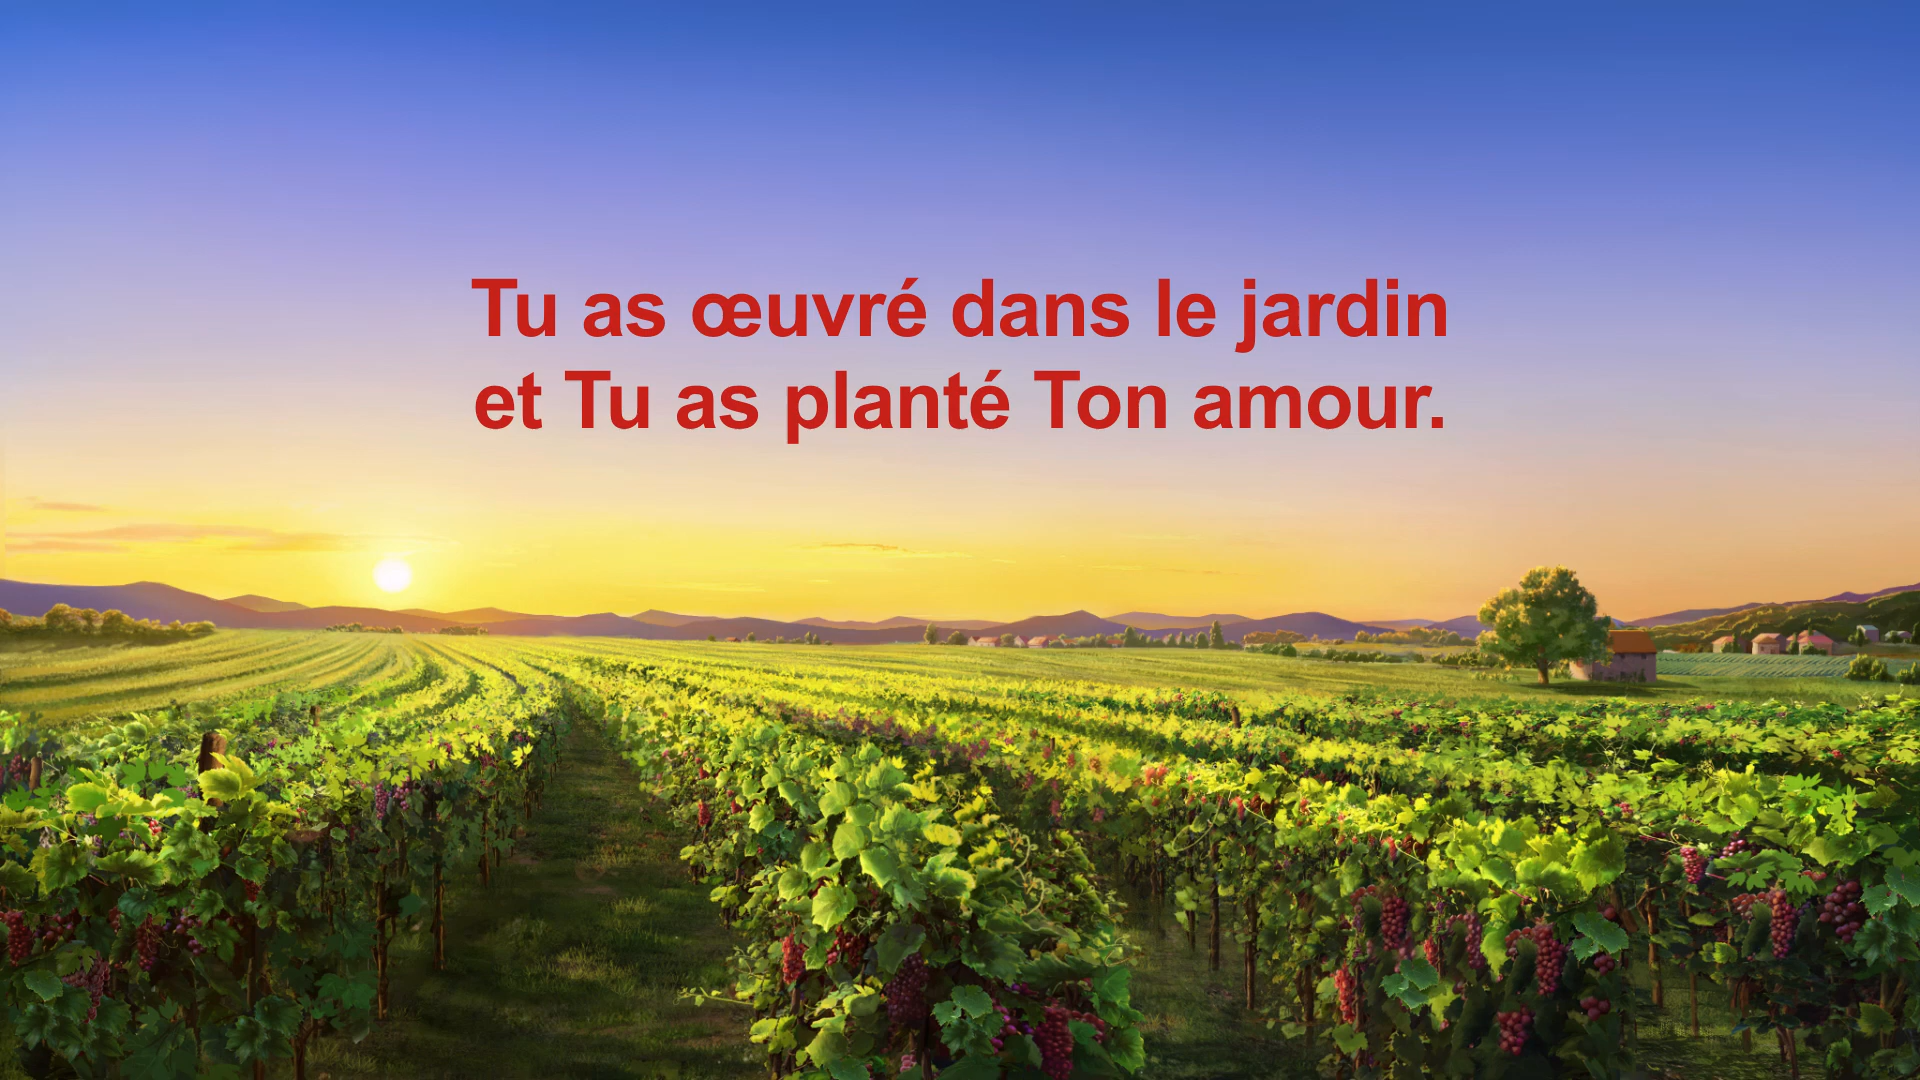 Tu as œuvré dans le jardin
et Tu as planté Ton amour.